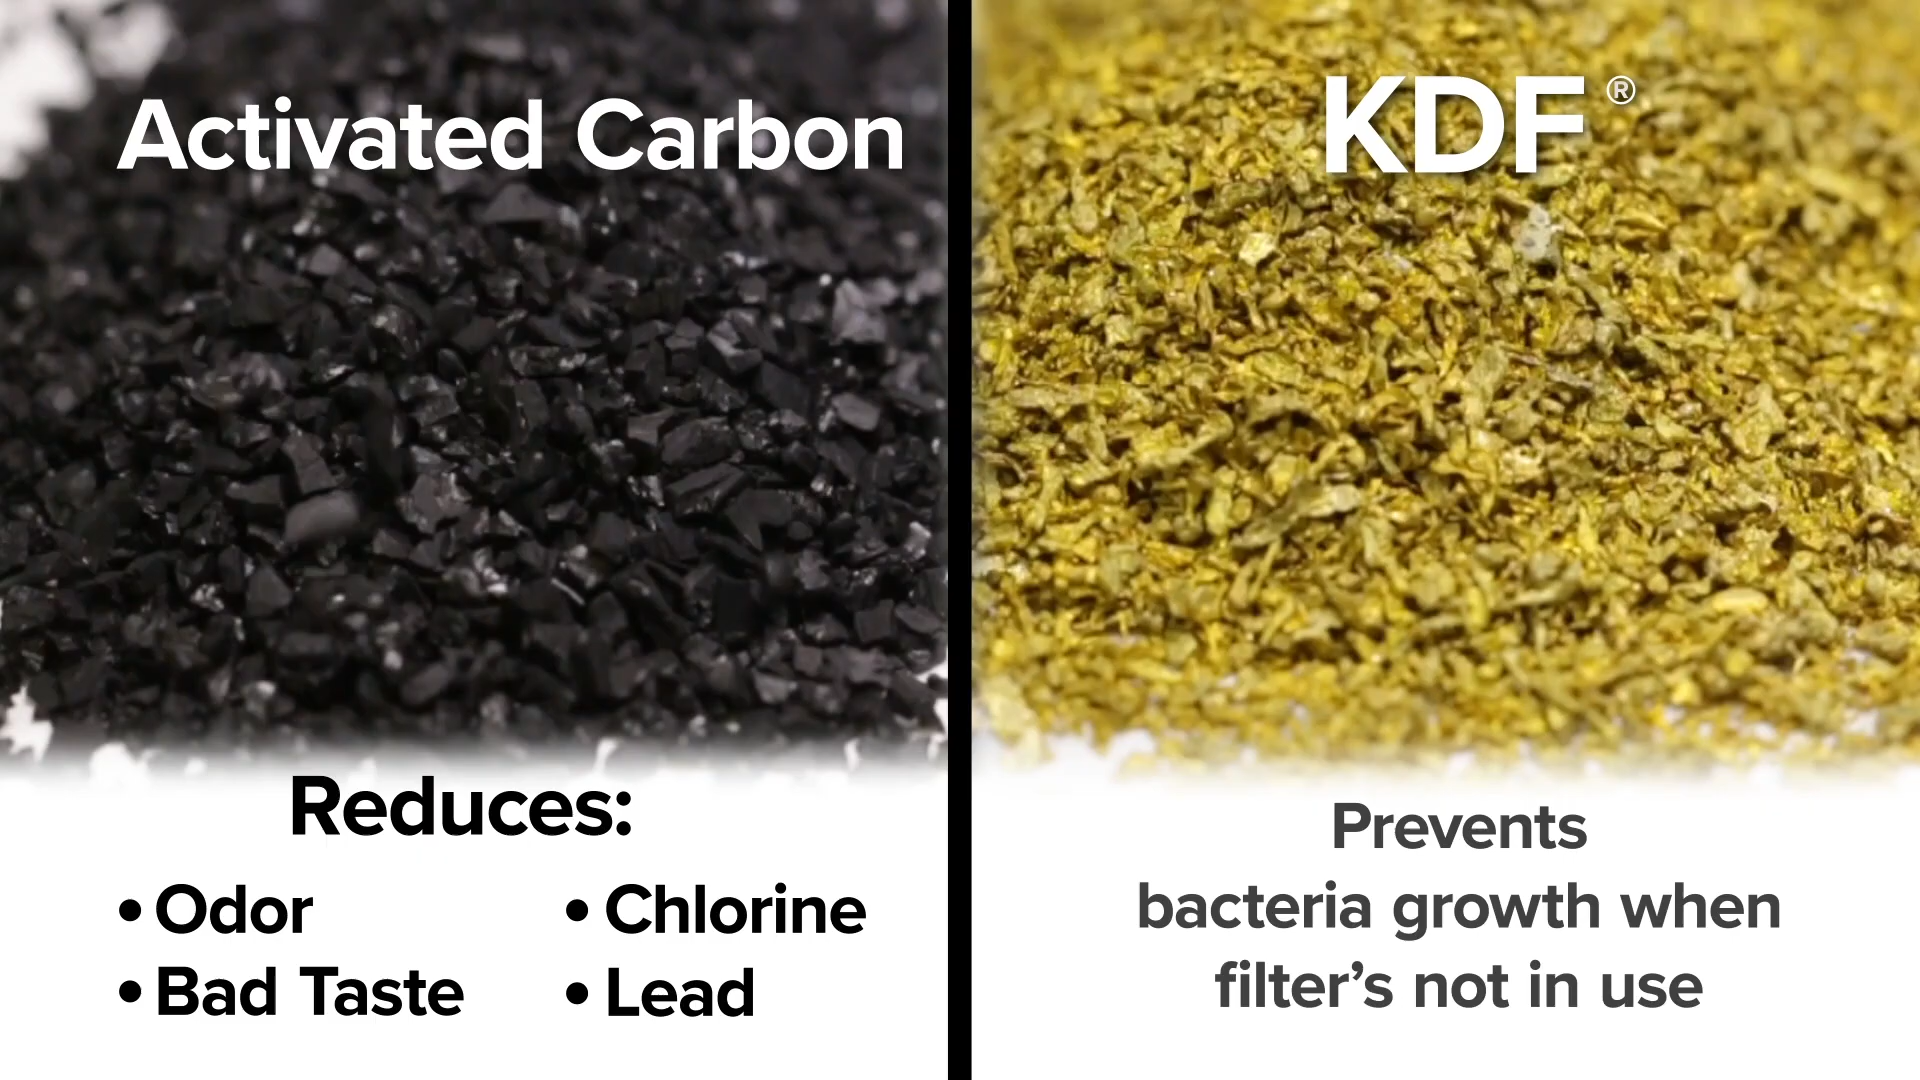 Activated Carbon
Reduces:
• Odor
• Bad Taste
• Chlorine
• Lead
KDF®
Prevents
bacteria growth when
filter’s not in use